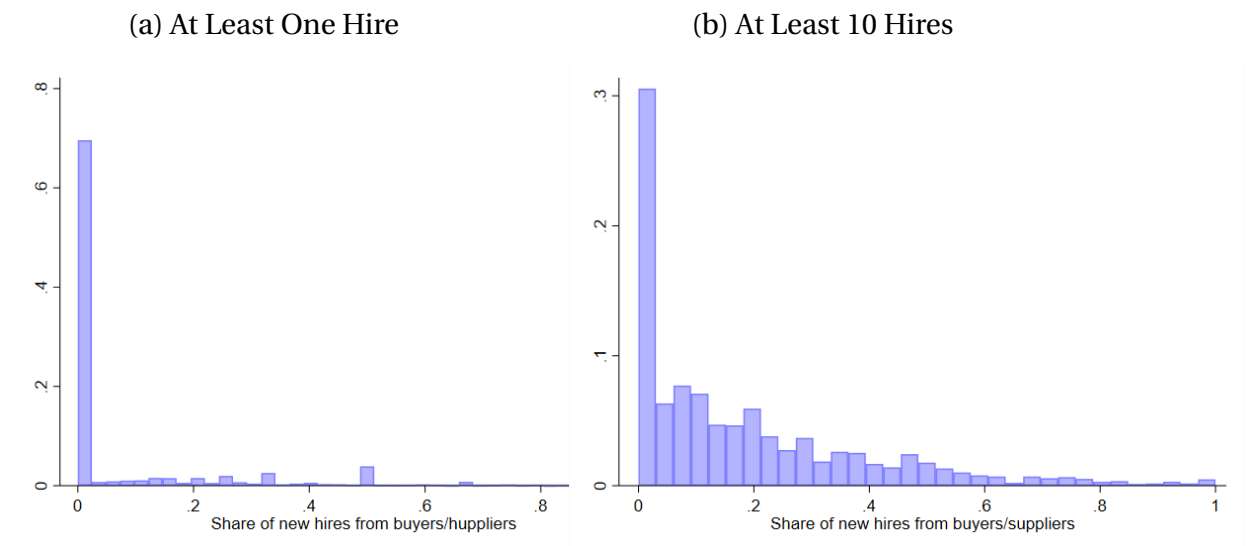 (a) At Least One Hire
.8
.6
.4
.2
0
0 .2 .4 .6 .8
Share of new hires from buyers/huppliers
(b) At Least 10 Hires
.3
.2
.1
0
0 .2 .4 .6 .8 1
Share of new hires from buyers/suppliers